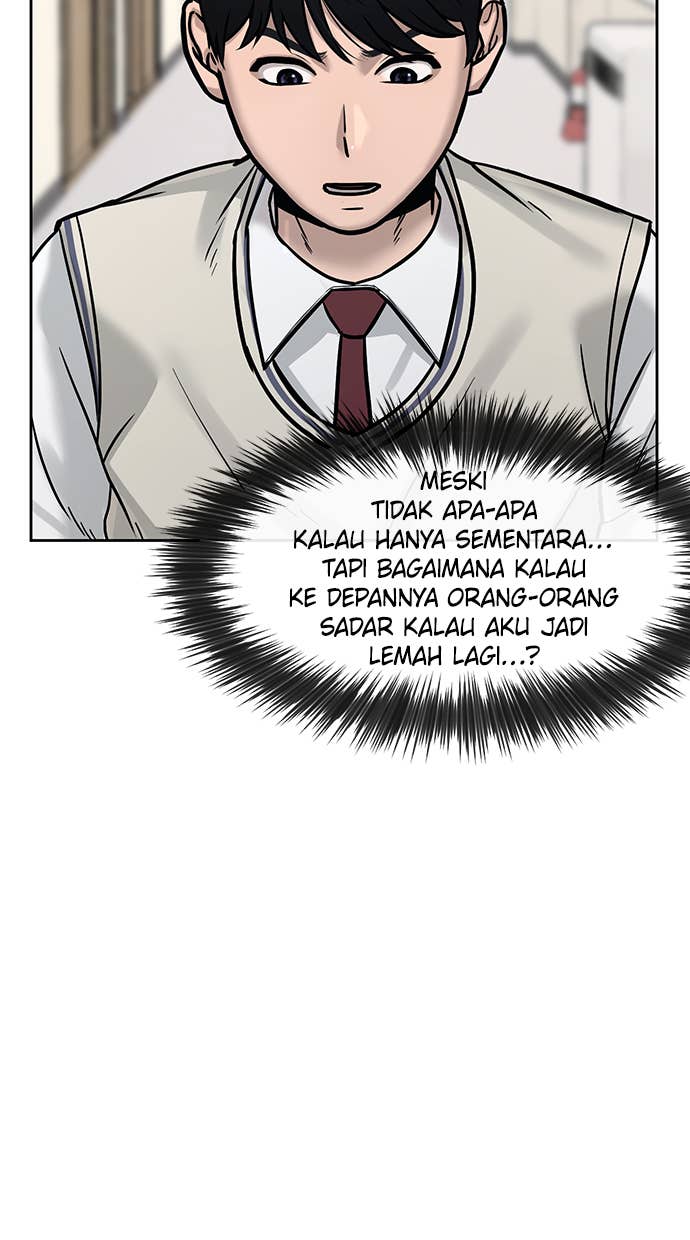 MESKI
TIDAK APA-APA
KALAU HANYA SEMENTARA...
TAPI BAGAIMANA KALAU
KE DEPANNYA ORANG-ORANG
SADAR KALAU AKU JADI
LEMAH LAGI...?